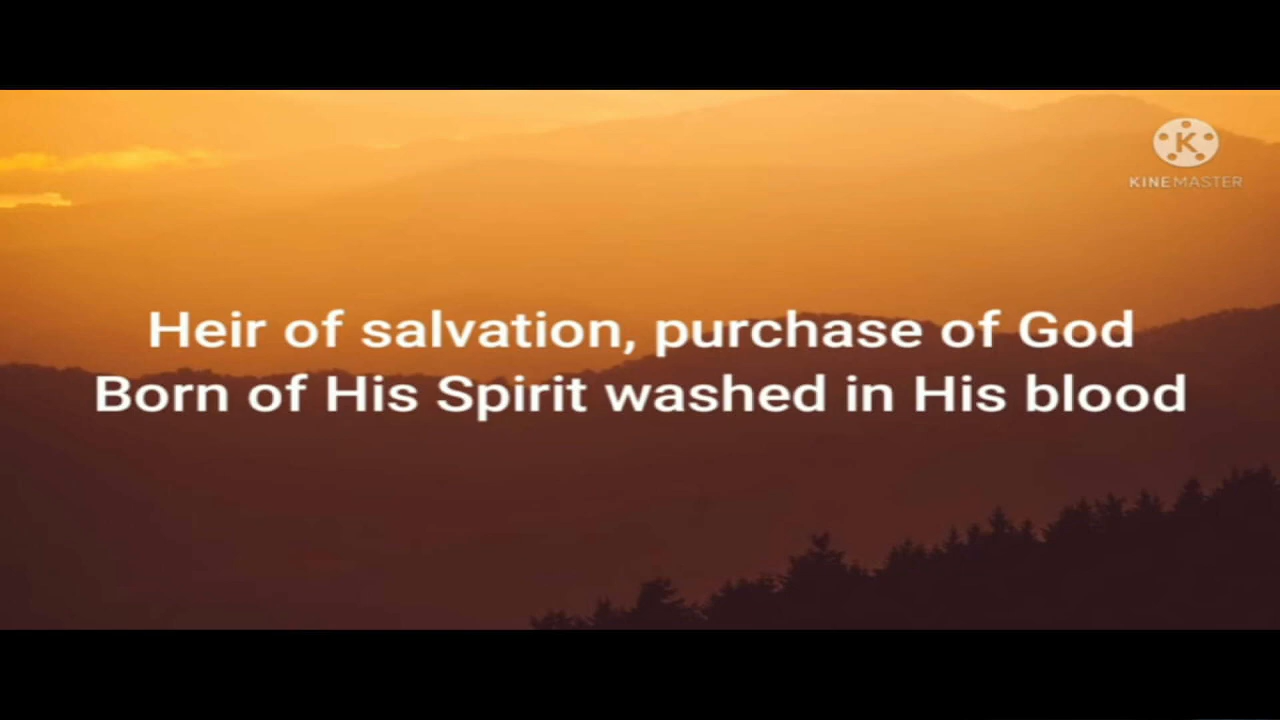 K
KINEMASTER
Heir of salvation, purchase of God
Born of His Spirit washed in His blood